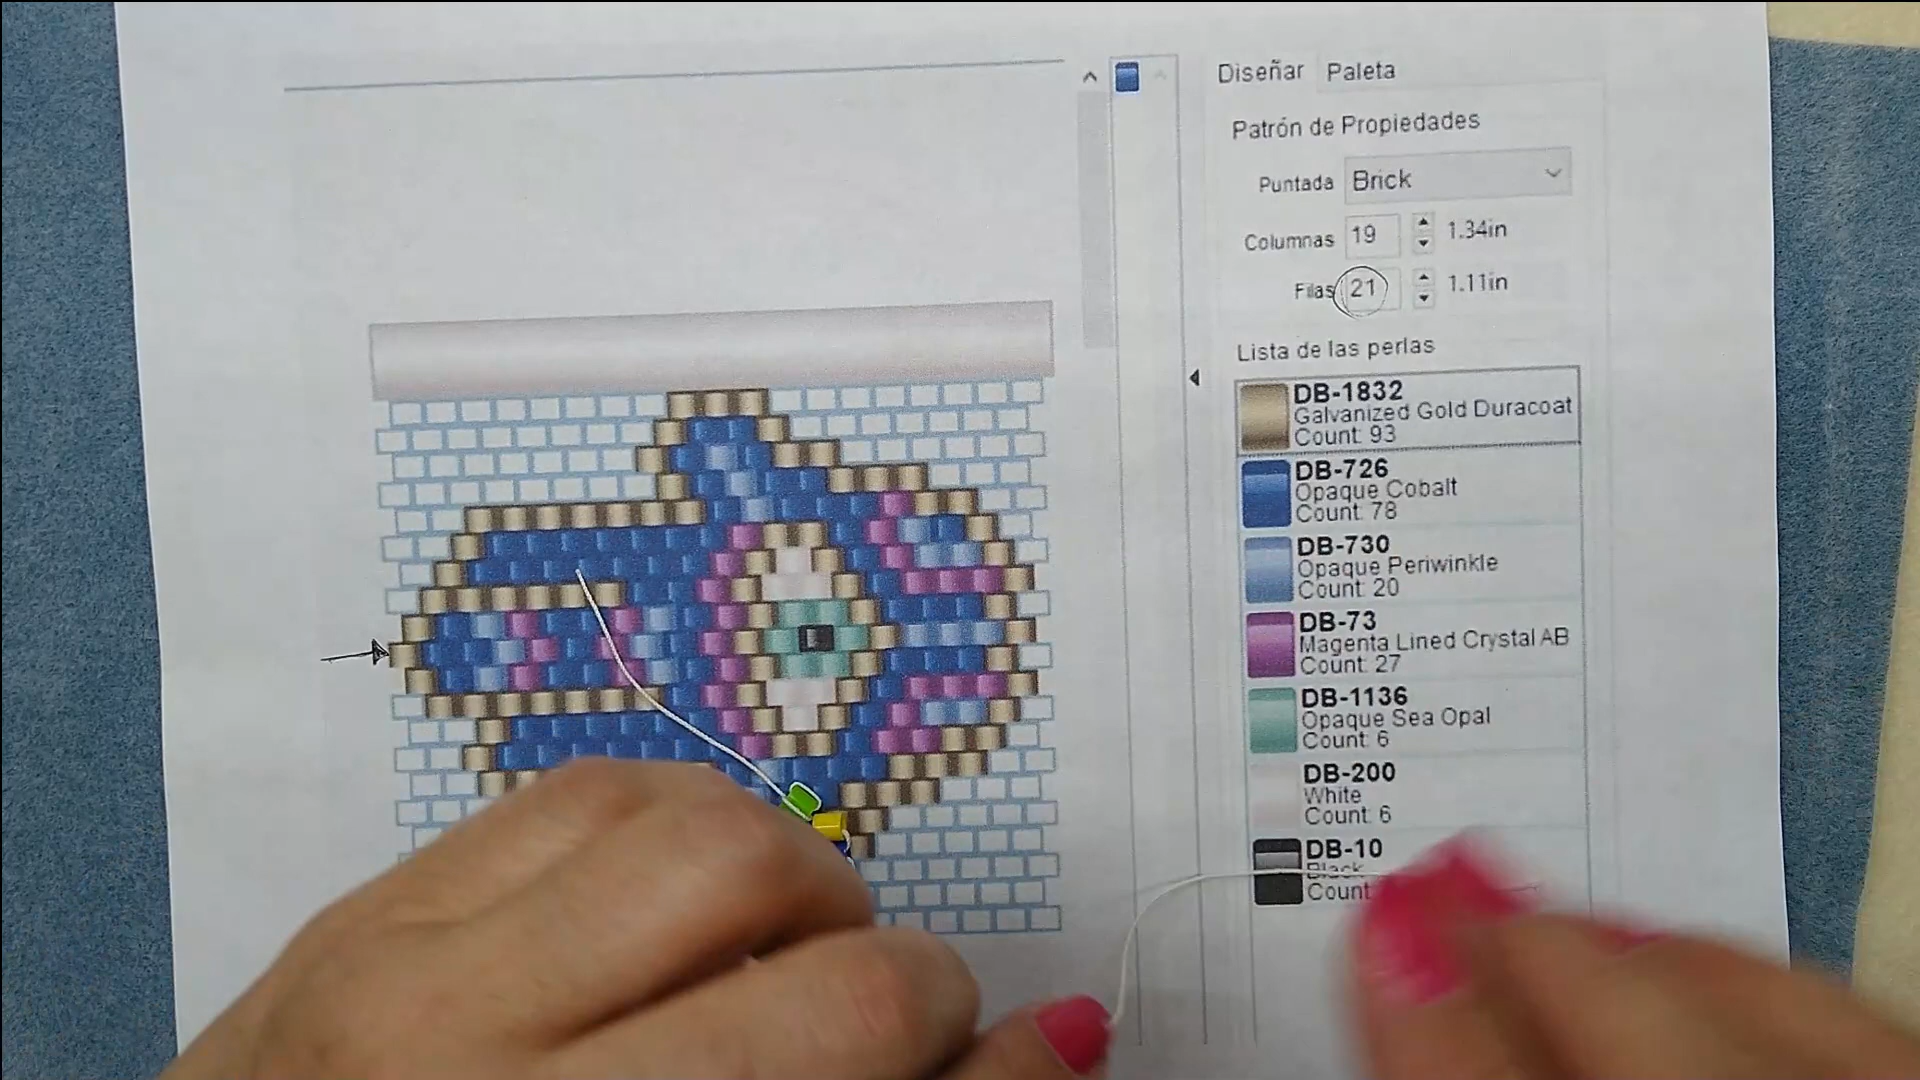 Diseñar Paleta
Patrón de Propiedades
Puntada Brick
Columnas 19 1.34in
Filas 21 1.11in
Lista de las perlas
DB-1832
Galvanized Gold Duracoat
Count: 93
DB-726
Opaque Cobalt
Count: 78
DB-730
Opaque Periwinkle
Count: 20
DB-73
Magenta Lined Crystal AB
Count: 27
DB-1136
Opaque Sea Opal
Count: 6
DB-200
White
Count: 6
DB-10
Black
Count